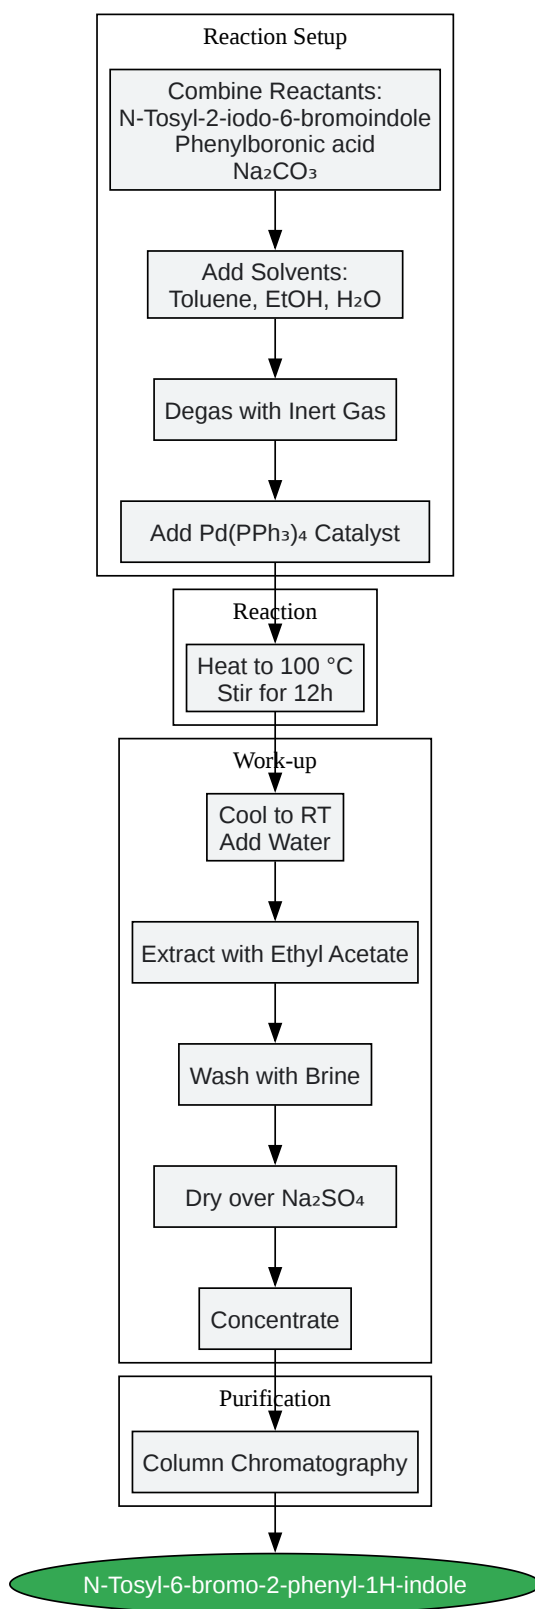 Reaction Setup
Combine Reactants:
N-Tosyl-2-iodo-6-bromoindole
Phenylboronic acid
Na₂CO₃
Add Solvents:
Toluene, EtOH, H₂O
Degas with Inert Gas
Add Pd(PPh₃)₄ Catalyst
Reaction
Heat to 100 °C
Stir for 12h
Work-up
Cool to RT
Add Water
Extract with Ethyl Acetate
Wash with Brine
Dry over Na₂SO₄
Concentrate
Purification
Column Chromatography
N-Tosyl-6-bromo-2-phenyl-1H-indole